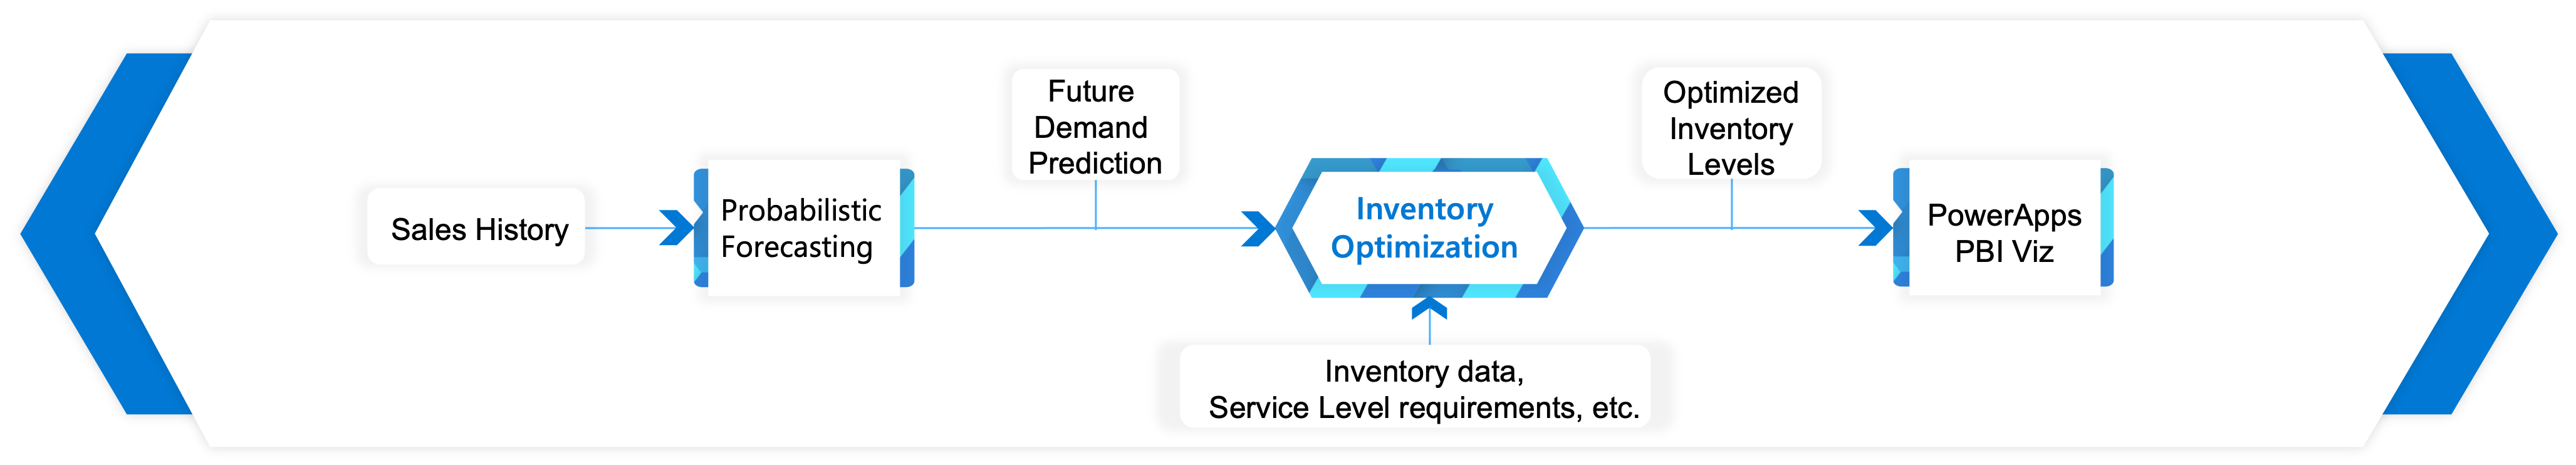 Sales History
Probabilistic
Forecasting
Future
Demand
Prediction
Inventory
Optimization
Inventory data,
Service Level requirements, etc.
Optimized
Inventory
Levels
PowerApps
PBI Viz